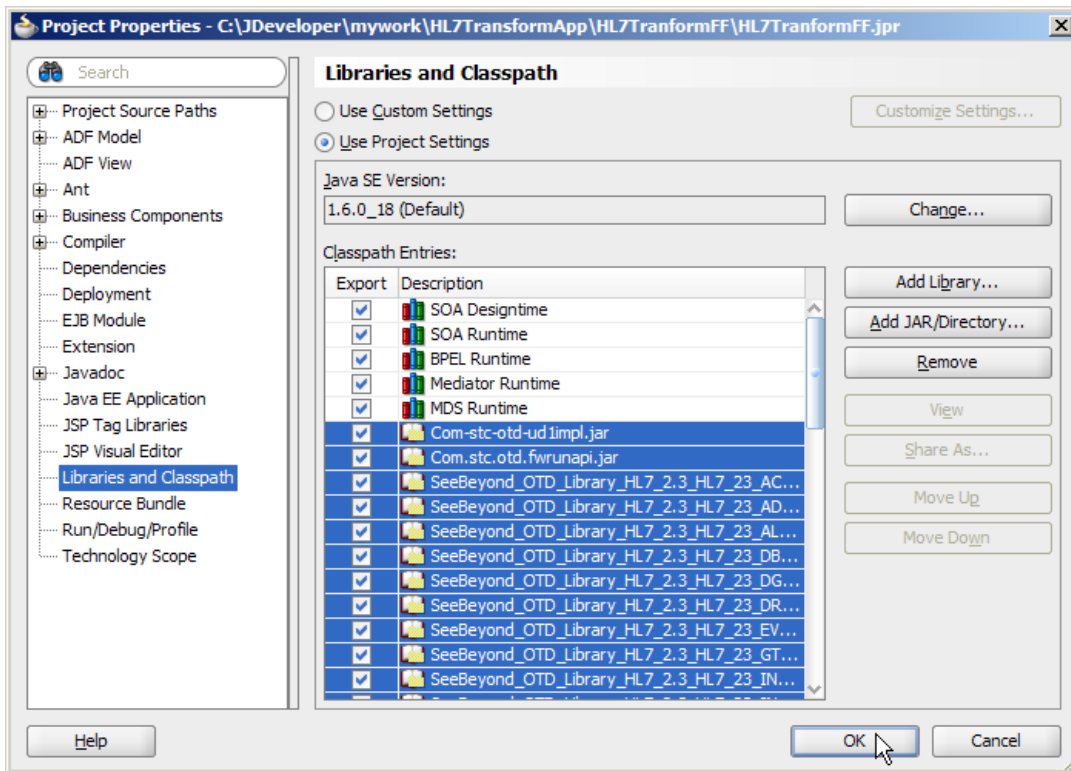 Project Properties - C:\JDeveloper\mywork\HL7TransformApp\HL7TranformFF\HL7TranformFF.jpr
Search
Project Source Paths
ADF Model
ADF View
Ant
Business Components
Compiler
Dependencies
Deployment
EJB Module
Extension
Javadoc
Java EE Application
JSP Tag Libraries
JSP Visual Editor
Libraries and Classpath
Resource Bundle
Run/Debug/Profile
Technology Scope
Libraries and Classpath
Use Custom Settings
Customize Settings...
Use Project Settings
Java SE Version:
1.6.0_18 (Default)
Change...
Classpath Entries:
Export Description
SOA Designtime
SOA Runtime
BPEL Runtime
Mediator Runtime
MDS Runtime
Com-stc-otd-ud1impl.jar
Com.stc.otd.fwrunapi.jar
SeeBeyond_OTD_Library_HL7_2.3_HL7_23_AC...
SeeBeyond_OTD_Library_HL7_2.3_HL7_23_AD...
SeeBeyond_OTD_Library_HL7_2.3_HL7_23_AL...
SeeBeyond_OTD_Library_HL7_2.3_HL7_23_DB...
SeeBeyond_OTD_Library_HL7_2.3_HL7_23_DG...
SeeBeyond_OTD_Library_HL7_2.3_HL7_23_DR...
SeeBeyond_OTD_Library_HL7_2.3_HL7_23_EV...
SeeBeyond_OTD_Library_HL7_2.3_HL7_23_GT...
SeeBeyond_OTD_Library_HL7_2.3_HL7_23_IN...
Add Library...
Add JAR/Directory...
Remove
View
Share As...
Move Up
Move Down
Help
OK
Cancel